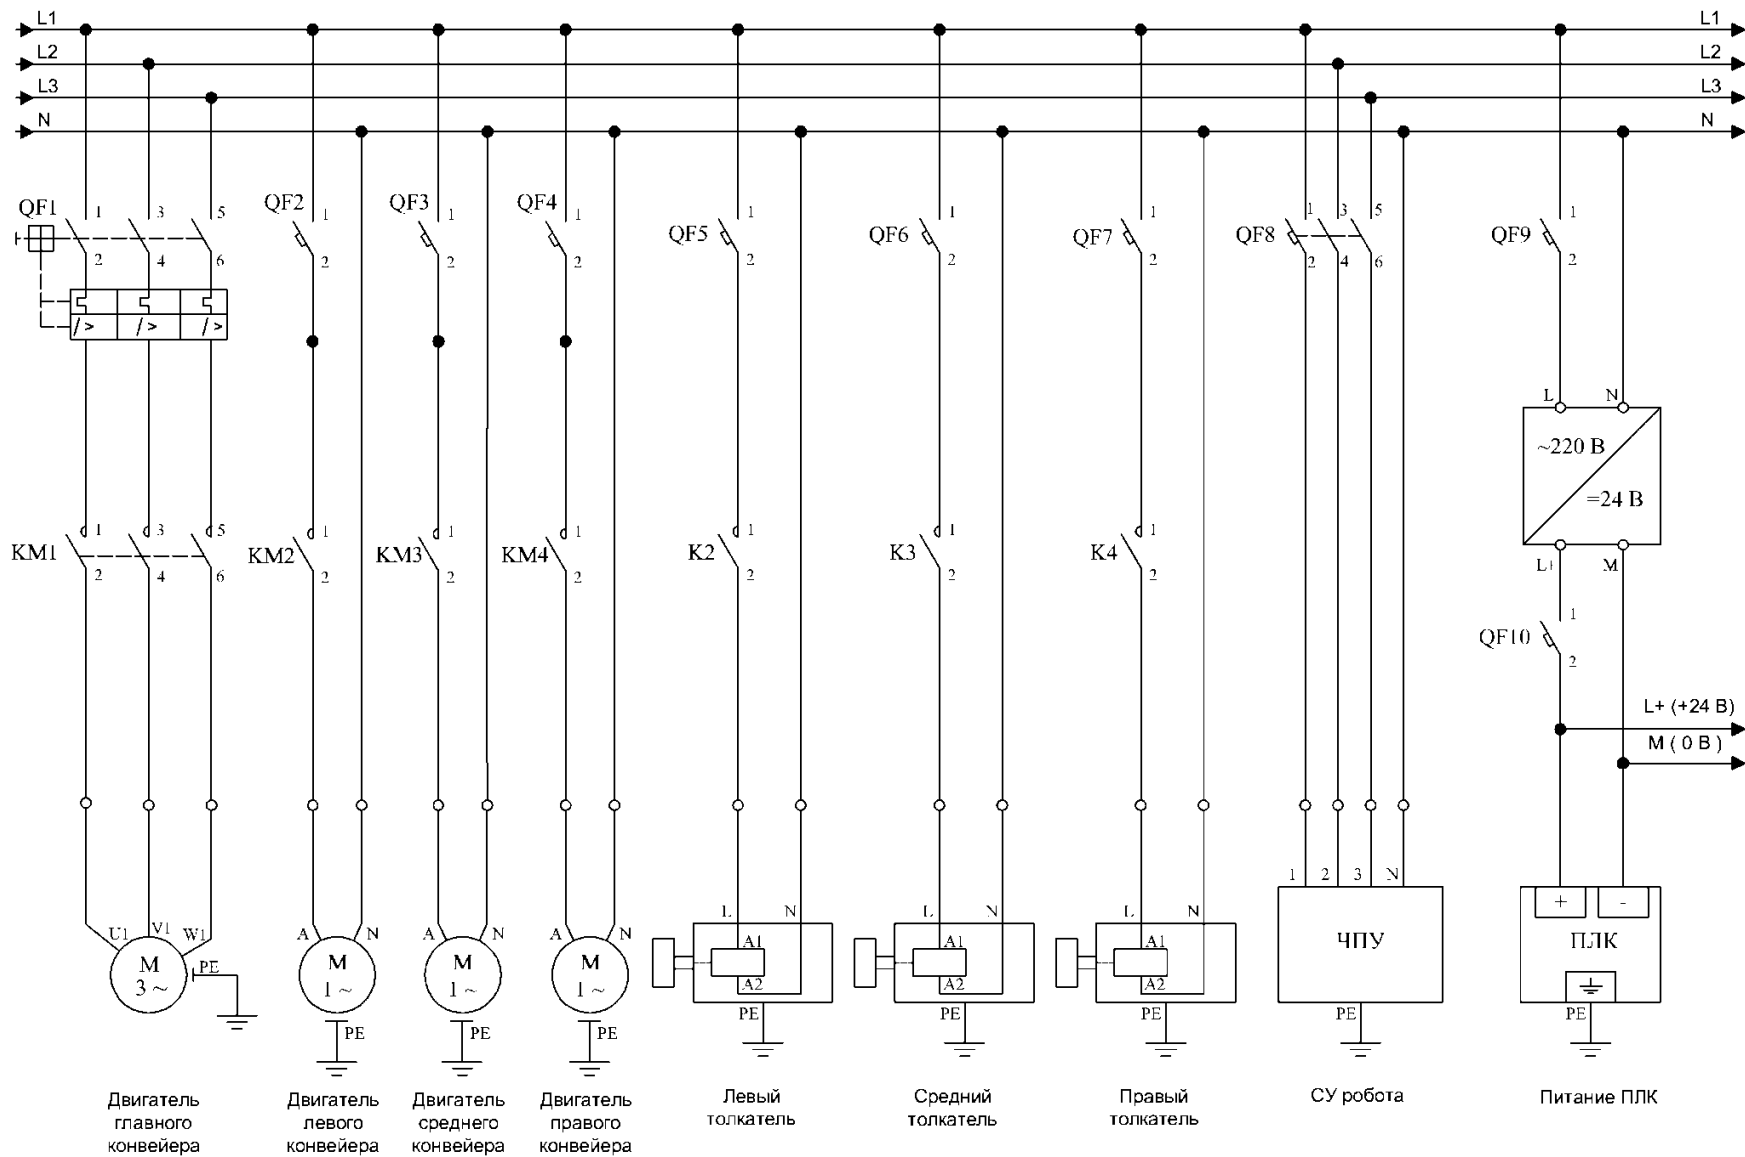 L1 L1
L2 L2
L3 L3
N N
QF1 1 3 5
2 4 6
QF2 1
2
QF3 1
2
QF4 1
2
QF5 1
2
QF6 1
2
QF7 1
2
QF8 1 3 5
2 4 6
QF9 1
2
/> /> />
L N
~220 В
=24 В
L+ M
KM1 1 3 5
2 4 6
KM2 1
2
KM3 1
2
KM4 1
2
K2 1
2
K3 1
2
K4 1
2
QF10 1
2
L+ (+24 В)
М ( 0 В )
U1 V1 W1
M
3 ~
PE
A N
M
1 ~
PE
A N
M
1 ~
PE
A N
M
1 ~
PE
L N
A1
A2
PE
L N
A1
A2
PE
L N
A1
A2
PE
1 2 3 N
ЧПУ
PE
+ -
ПЛК
PE
Двигатель
главного
конвейера
Двигатель
левого
конвейера
Двигатель
среднего
конвейера
Двигатель
правого
конвейера
Левый
толкатель
Средний
толкатель
Правый
толкатель
СУ робота
Питание ПЛК